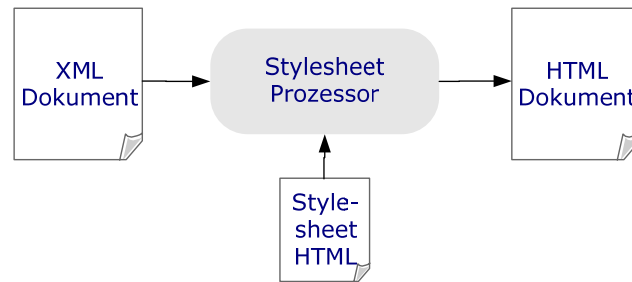 XML
Dokument
Stylesheet
Prozessor
HTML
Dokument
Style-
sheet
HTML